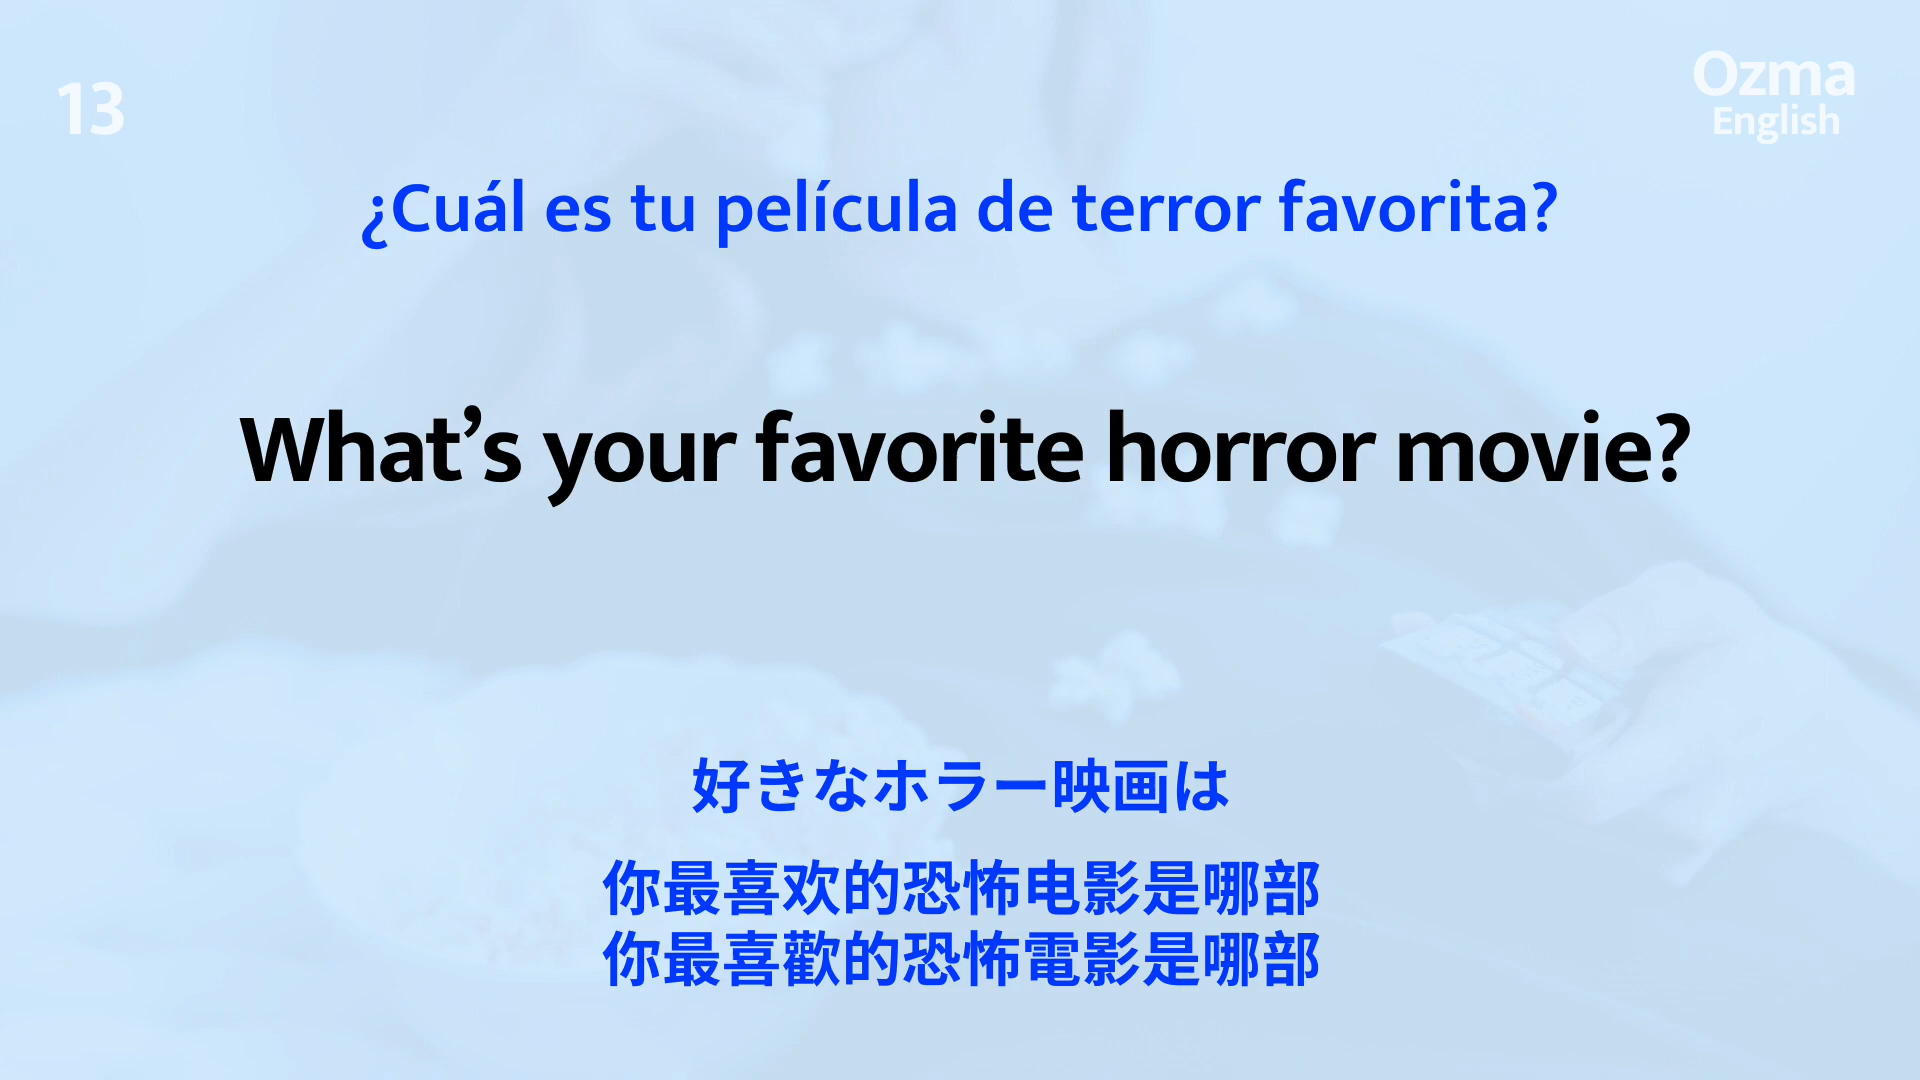 13
Ozma
English
¿Cuál es tu película de terror favorita?
What’s your favorite horror movie?
好きなホラー映画は
你最喜欢的恐怖电影是哪部
你最喜歡的恐怖電影是哪部